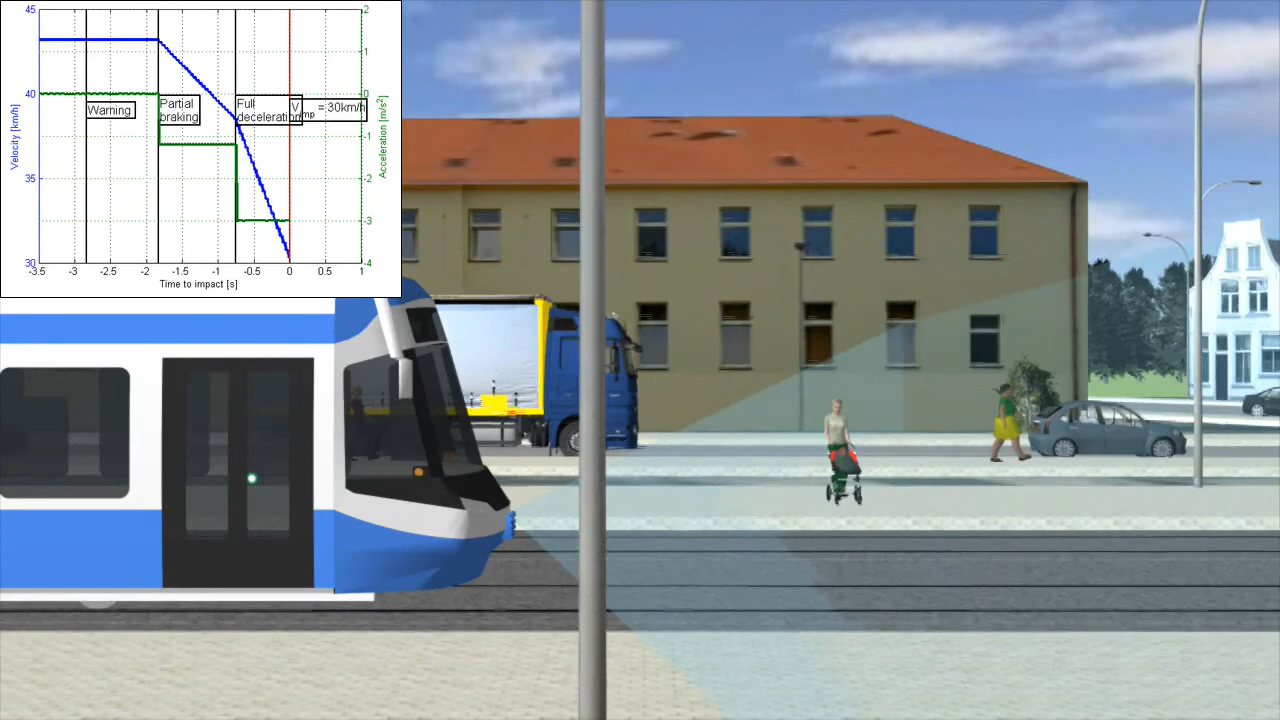 45
40
35
30
Velocity [km/h]
2
1
0
-1
-2
-3
-4
Acceleration [m/s²]
Warning
Partial
braking
Full
deceleration
V_imp = 30km/h
-3.5 -3 -2.5 -2 -1.5 -1 -0.5 0 0.5 1
Time to impact [s]